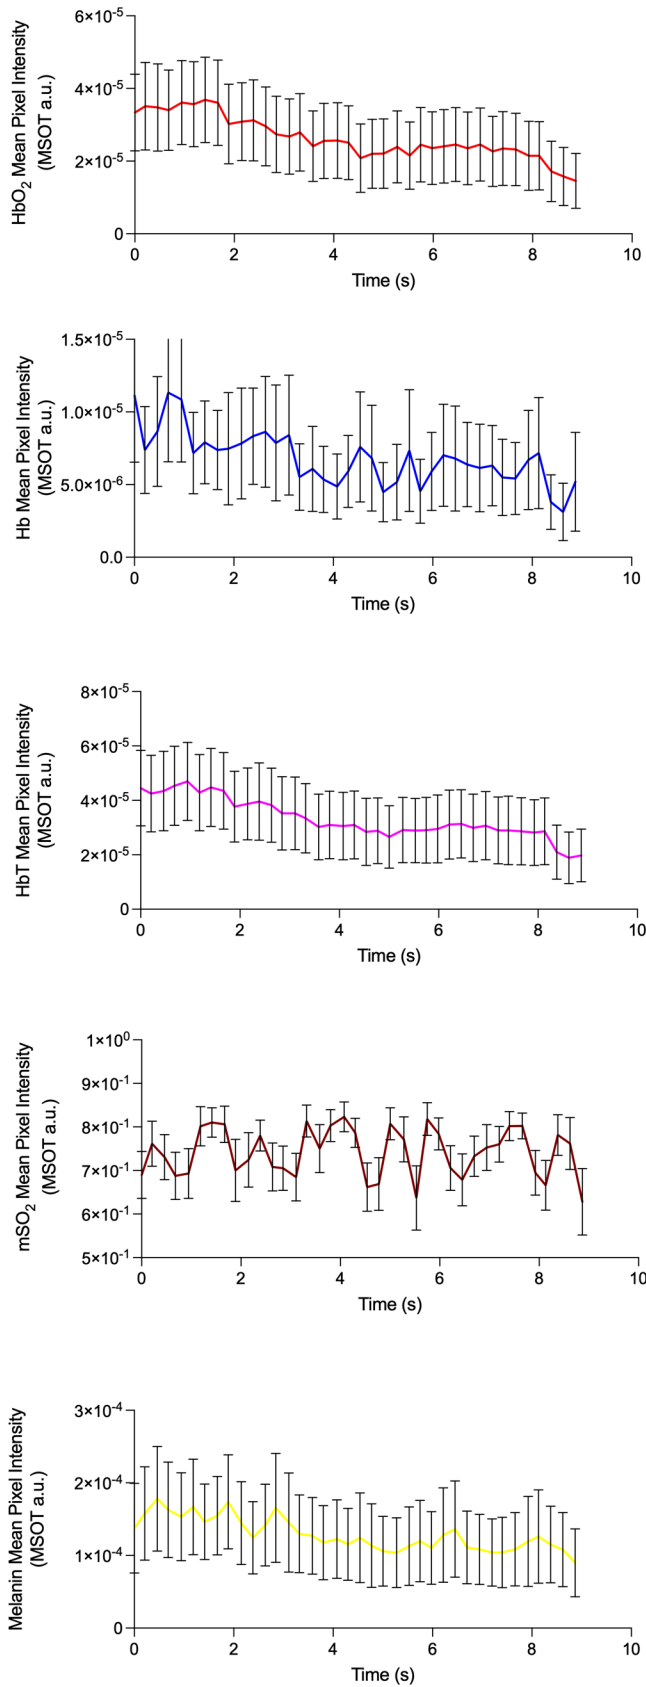 6×10⁻⁵
4×10⁻⁵
2×10⁻⁵
0
HbO₂ Mean Pixel Intensity
(MSOT a.u.)
0 2 4 6 8 10
Time (s)
1.5×10⁻⁵
1.0×10⁻⁵
5.0×10⁻⁶
0.0
Hb Mean Pixel Intensity
(MSOT a.u.)
0 2 4 6 8 10
Time (s)
8×10⁻⁵
6×10⁻⁵
4×10⁻⁵
2×10⁻⁵
0
HbT Mean Pixel Intensity
(MSOT a.u.)
0 2 4 6 8 10
Time (s)
1×10⁰
9×10⁻¹
8×10⁻¹
7×10⁻¹
6×10⁻¹
5×10⁻¹
mSO₂ Mean Pixel Intensity
(MSOT a.u.)
0 2 4 6 8 10
Time (s)
3×10⁻⁴
2×10⁻⁴
1×10⁻⁴
0
Melanin Mean Pixel Intensity
(MSOT a.u.)
0 2 4 6 8 10
Time (s)